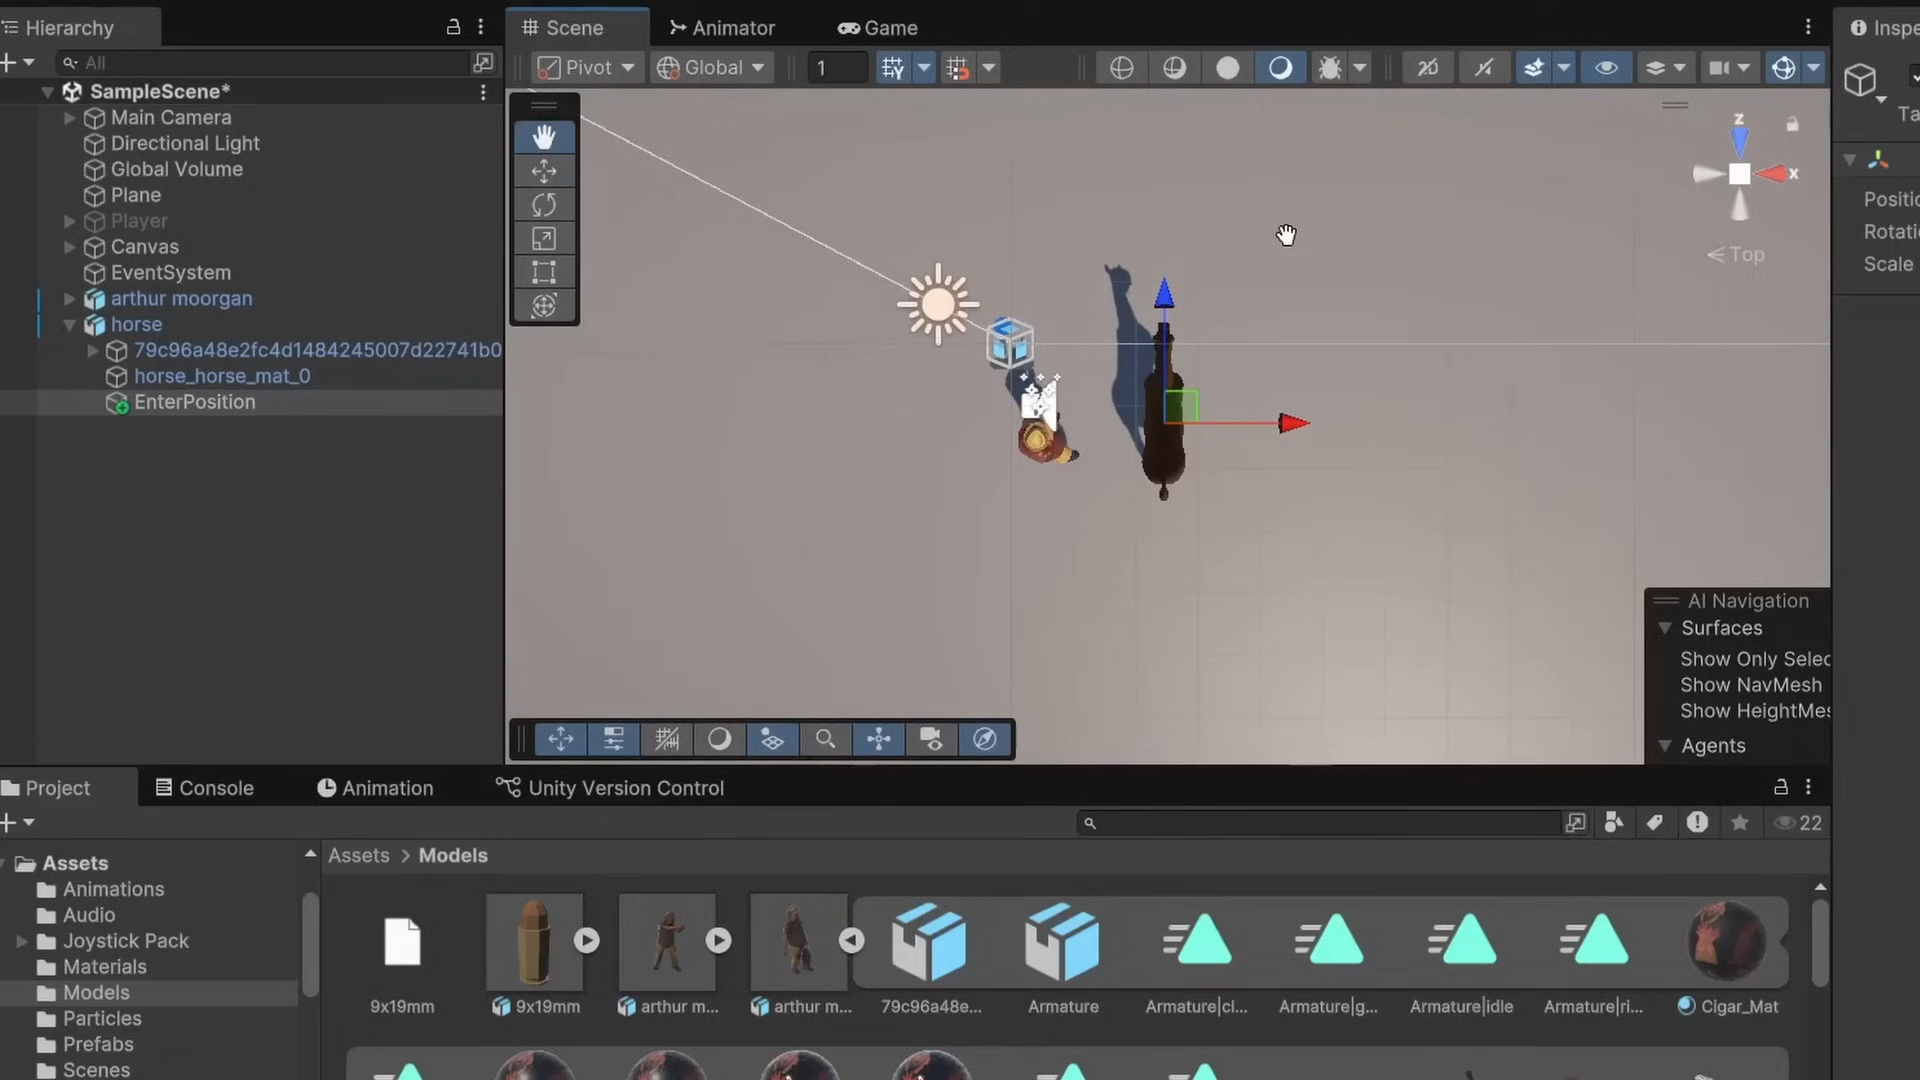 Hierarchy
Scene
Animator
Game
Inspe
All
Pivot
Global
1
2D
SampleScene*
Main Camera
Directional Light
Global Volume
Plane
Player
Canvas
EventSystem
arthur moorgan
horse
79c96a48e2fc4d1484245007d22741b0
horse_horse_mat_0
EnterPosition
z
x
Top
Ta
Positic
Rotati
Scale
AI Navigation
Surfaces
Show Only Selec
Show NavMesh
Show HeightMes
Agents
Project
Console
Animation
Unity Version Control
22
Assets
Animations
Audio
Joystick Pack
Materials
Models
Particles
Prefabs
Scenes
Assets > Models
9x19mm
9x19mm
arthur m...
arthur m...
79c96a48e...
Armature
Armature|cl...
Armature|g...
Armature|idle
Armature|ri...
Cigar_Mat